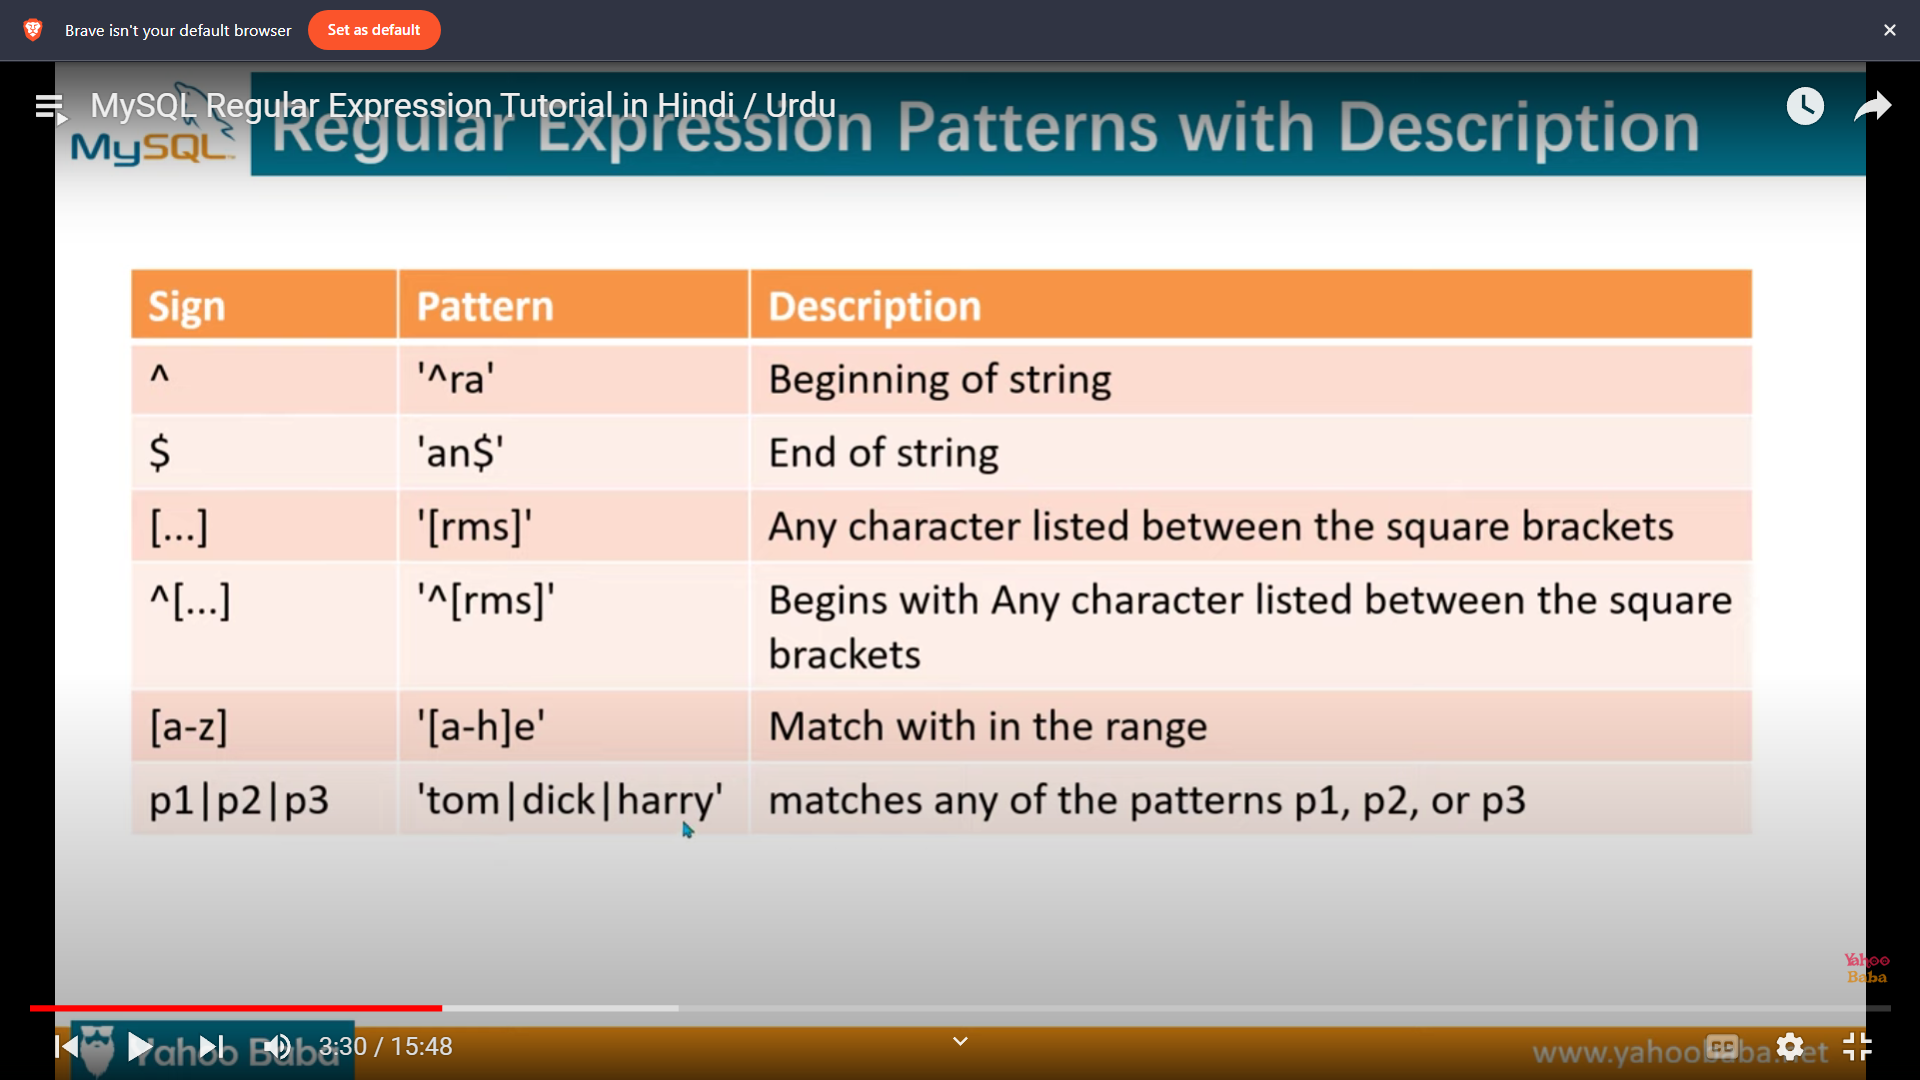 Brave isn't your default browser
Set as default
MySQL Regular Expression Tutorial in Hindi / Urdu
MySQL
Regular Expression Patterns with Description
Sign Pattern Description
^ '^ra' Beginning of string
$ 'an$' End of string
[...] '[rms]' Any character listed between the square brackets
^[...] '^[rms]' Begins with Any character listed between the square
brackets
[a-z] '[a-h]e' Match with in the range
p1|p2|p3 'tom|dick|harry' matches any of the patterns p1, p2, or p3
Yahoo
Baba
Yahoo Baba
3:30 / 15:48
CC
www.yahoobaba.net